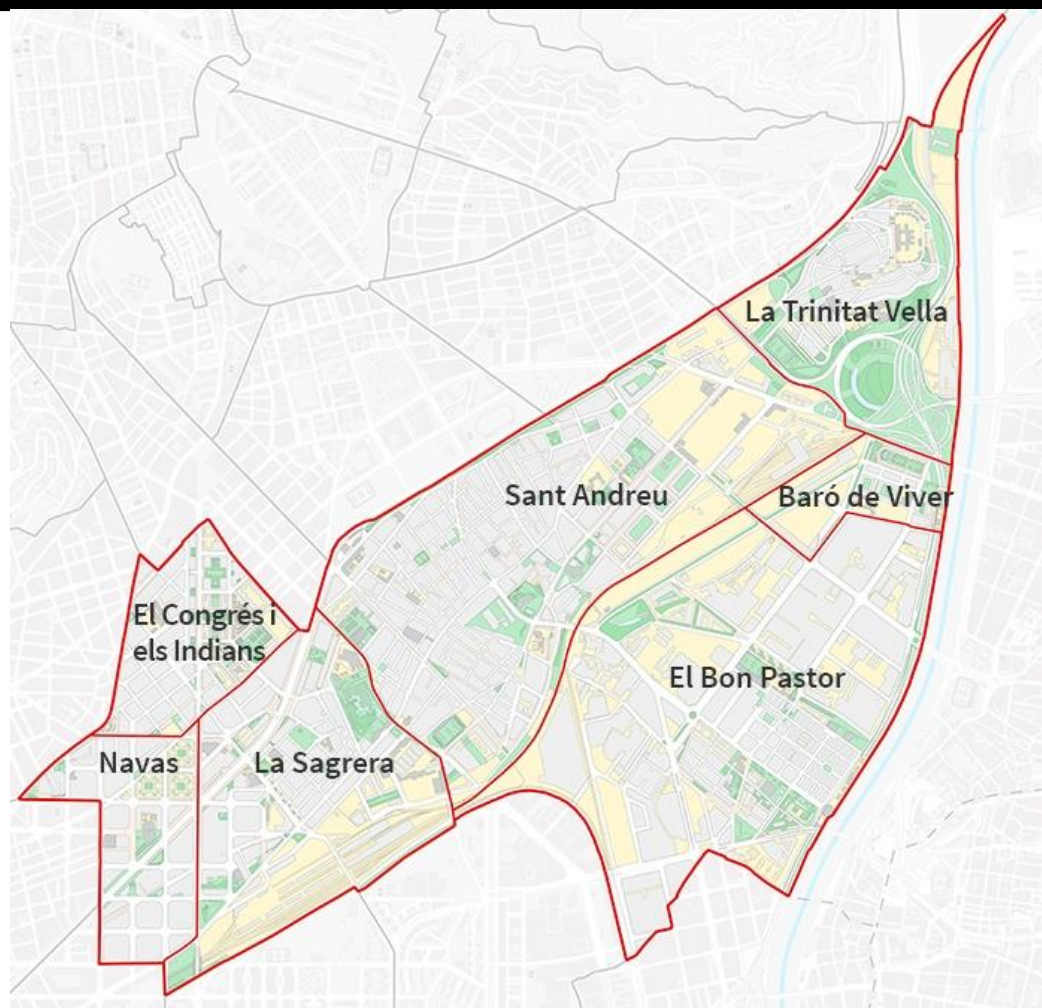 La Trinitat Vella
Sant Andreu
Baró de Viver
El Congrés i
els Indians
El Bon Pastor
Navas
La Sagrera